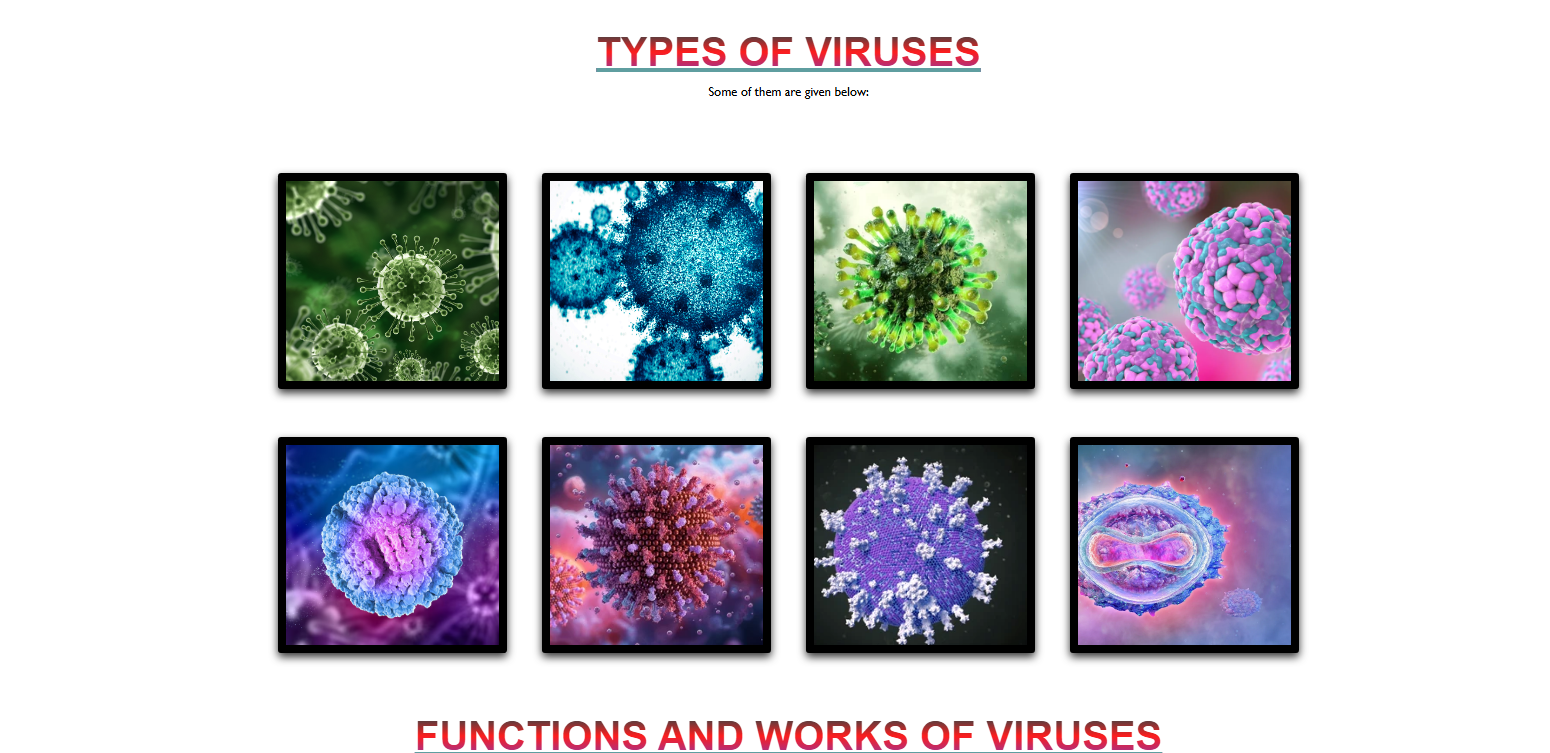 TYPES OF VIRUSES
Some of them are given below:
FUNCTIONS AND WORKS OF VIRUSES